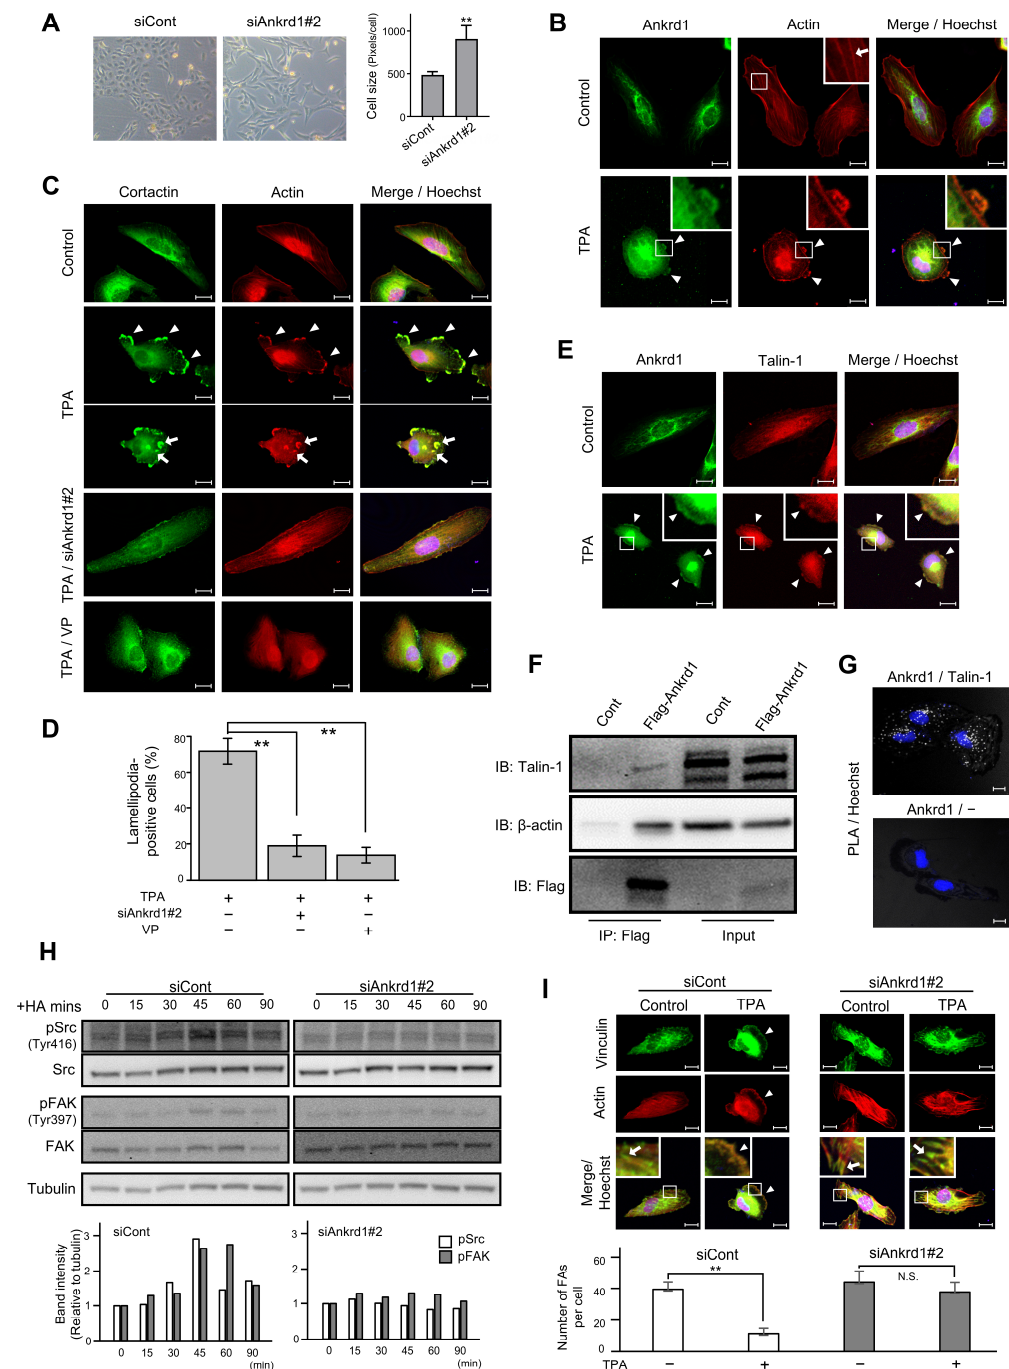 A
siCont
siAnkrd1#2
Cell size (Pixels/cell)
1000
500
0
**
siCont
siAnkrd1#2
B
Ankrd1
Actin
Merge / Hoechst
Control
TPA
C
Cortactin
Actin
Merge / Hoechst
Control
TPA
TPA / siAnkrd1#2
TPA / VP
D
Lamellipodia-
positive cells (%)
80
60
40
20
0
**
**
TPA + + +
siAnkrd1#2 − + −
VP − − +
E
Ankrd1
Talin-1
Merge / Hoechst
Control
TPA
F
Cont
Flag-Ankrd1
Cont
Flag-Ankrd1
IB: Talin-1
IB: β-actin
IB: Flag
IP: Flag
Input
G
Ankrd1 / Talin-1
Ankrd1 / −
PLA / Hoechst
H
siCont
siAnkrd1#2
+HA mins 0 15 30 45 60 90 0 15 30 45 60 90
pSrc
(Tyr416)
Src
pFAK
(Tyr397)
FAK
Tubulin
Band intensity
(Relative to tubulin)
siCont
3
2
1
0
0 15 30 45 60 90
(min)
siAnkrd1#2
3
2
1
0
pSrc
pFAK
0 15 30 45 60 90
(min)
I
siCont
siAnkrd1#2
Control
TPA
Control
TPA
Vinculin
Actin
Merge/
Hoechst
Number of FAs
per cell
60
40
20
0
siCont
**
siAnkrd1#2
N.S.
TPA − + − +